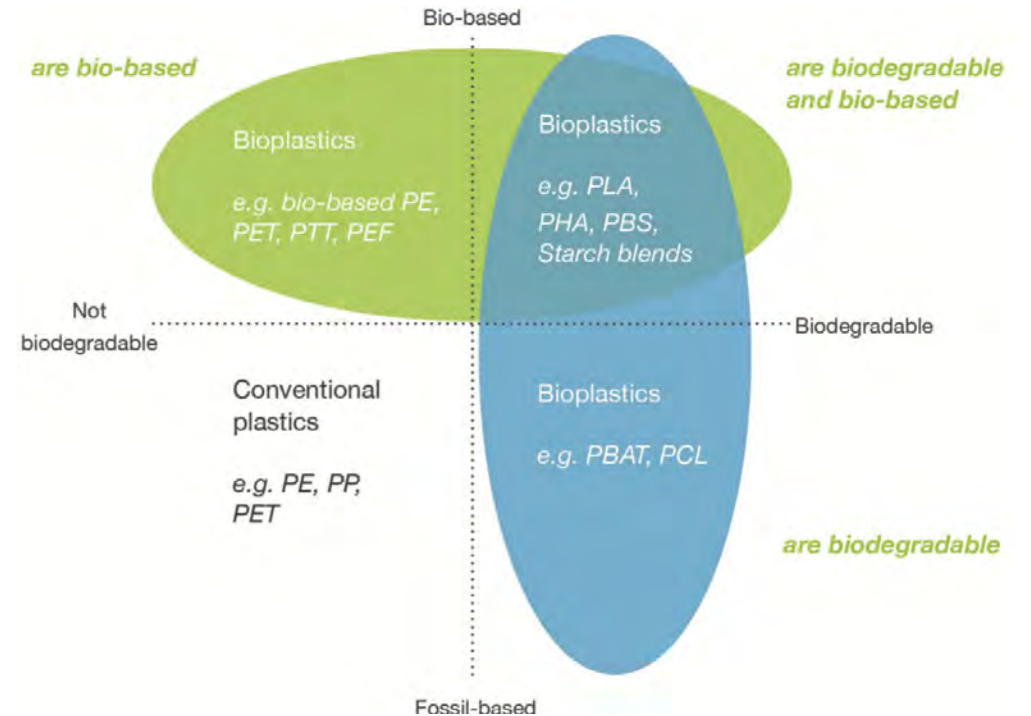 Bio-based
are bio-based
are biodegradable
and bio-based
Bioplastics
e.g. bio-based PE,
PET, PTT, PEF
Bioplastics
e.g. PLA,
PHA, PBS,
Starch blends
Not
biodegradable
Biodegradable
Conventional
plastics
e.g. PE, PP,
PET
Bioplastics
e.g. PBAT, PCL
are biodegradable
Fossil-based